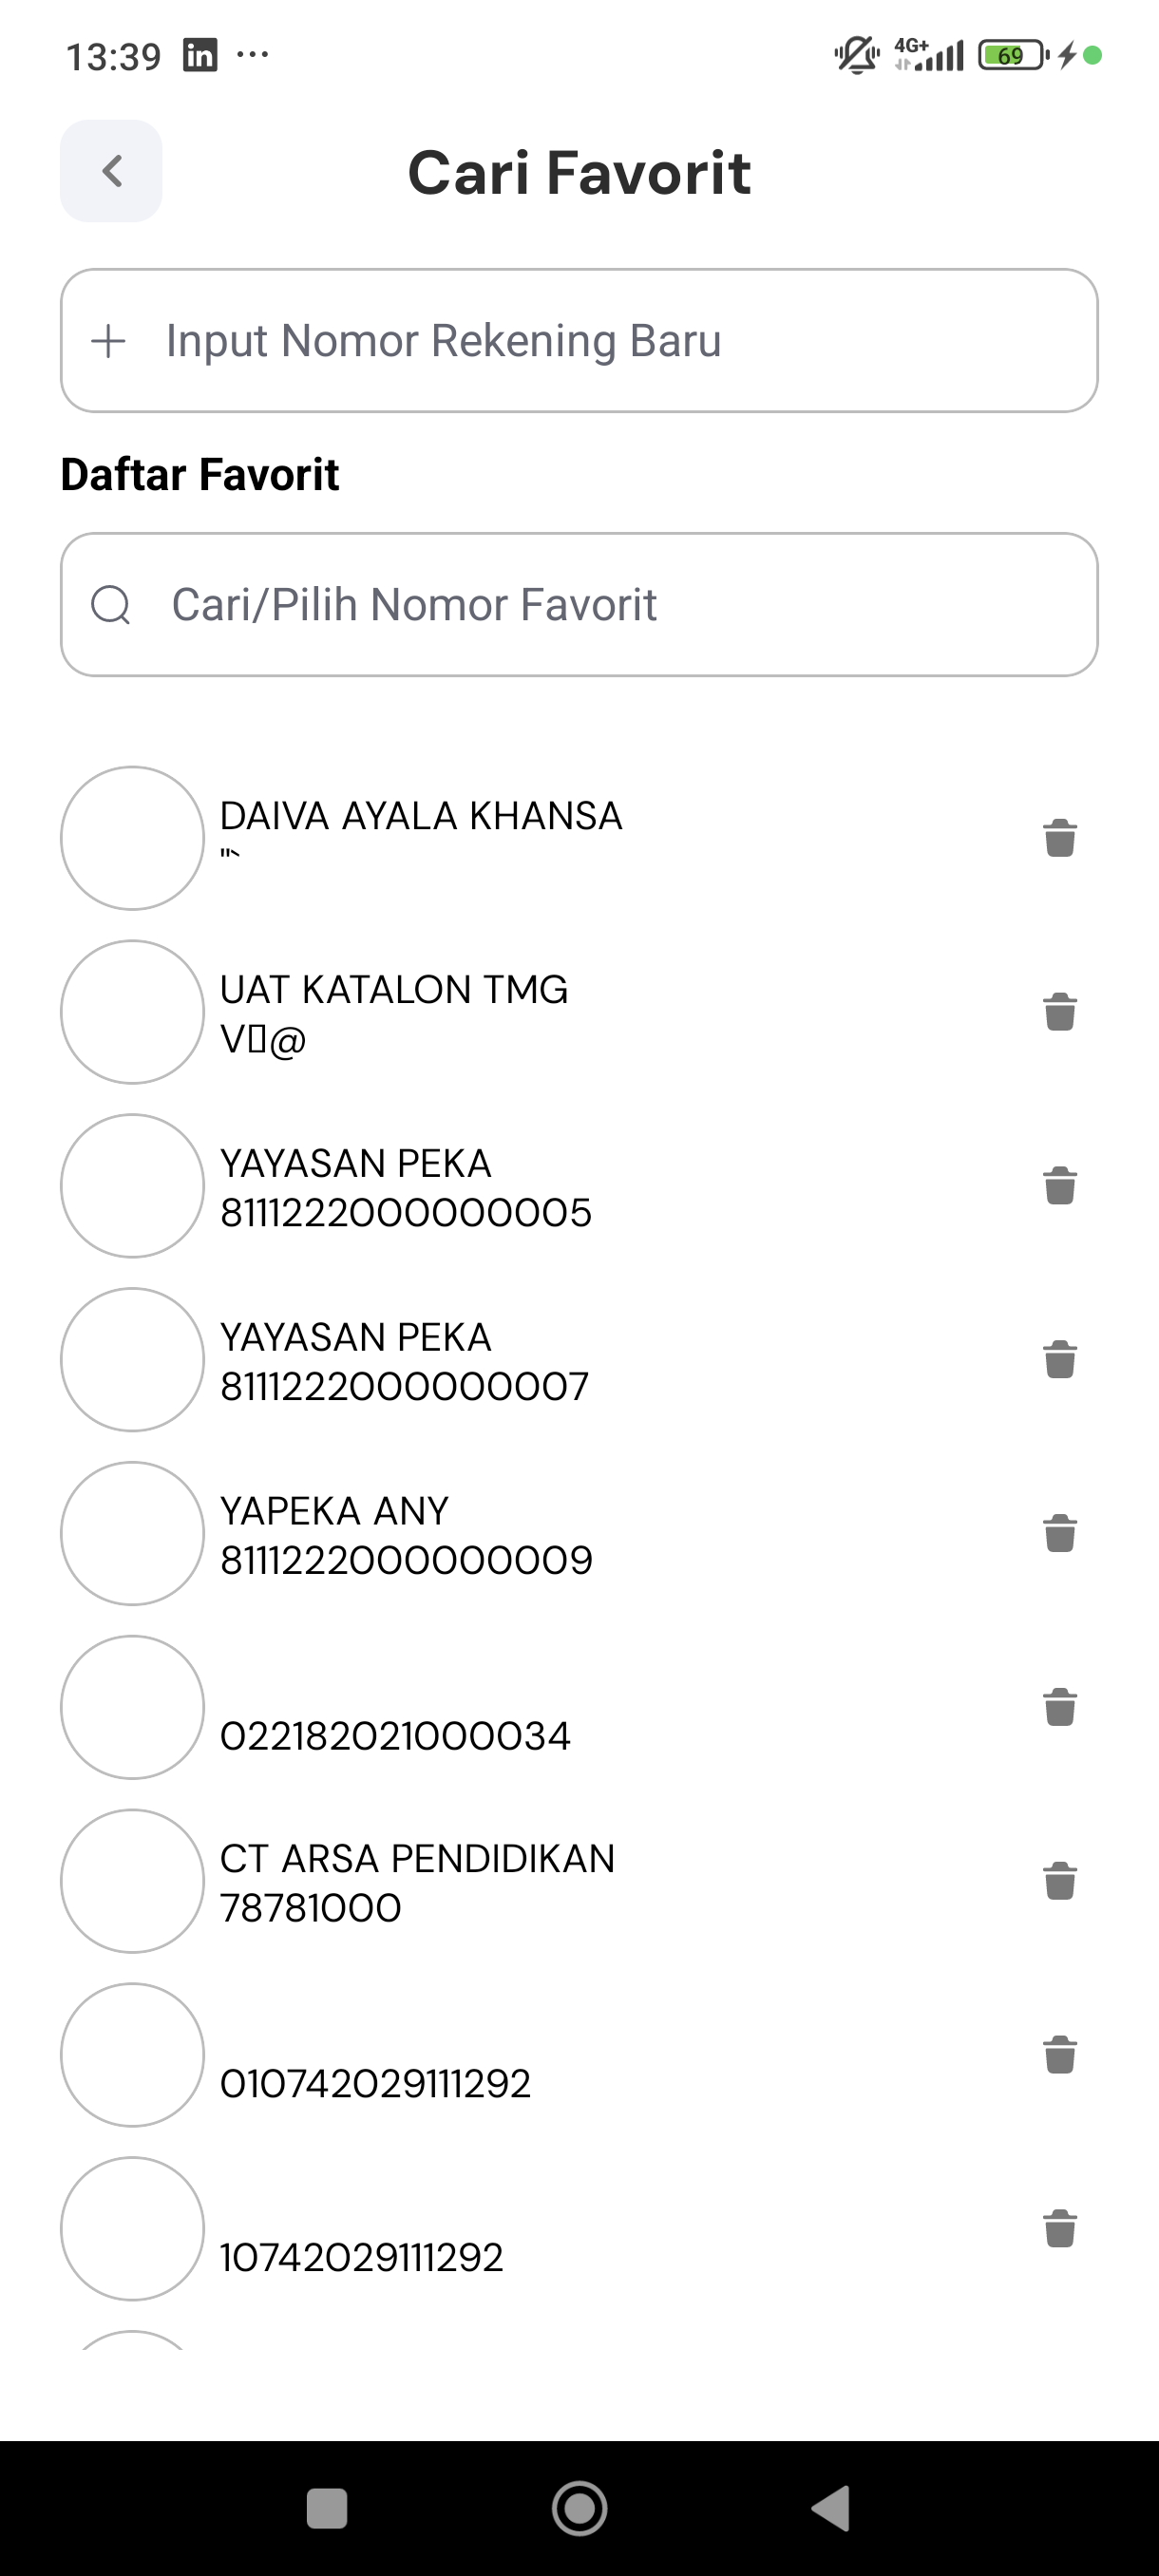 13:39 in ...
4G+ 69
Cari Favorit
Input Nomor Rekening Baru
Daftar Favorit
Cari/Pilih Nomor Favorit
DAIVA AYALA KHANSA
"`
UAT KATALON TMG
V▯@
YAYASAN PEKA
8111222000000005
YAYASAN PEKA
8111222000000007
YAPEKA ANY
8111222000000009
022182021000034
CT ARSA PENDIDIKAN
78781000
010742029111292
10742029111292